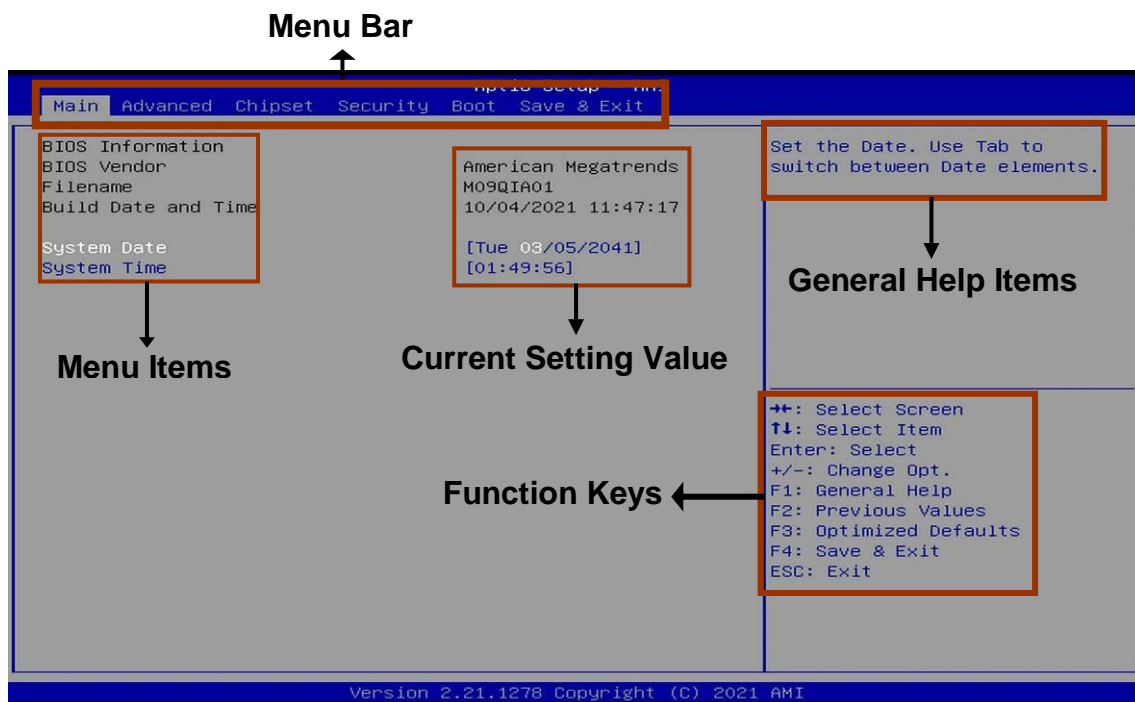 Menu Bar
Aptio Setup - AMI
Main Advanced Chipset Security Boot Save & Exit
BIOS Information
BIOS Vendor American Megatrends
Filename M09QIA01
Build Date and Time 10/04/2021 11:47:17
System Date [Tue 03/05/2041]
System Time [01:49:56]
Set the Date. Use Tab to
switch between Date elements.
General Help Items
Menu Items
Current Setting Value
→←: Select Screen
↑↓: Select Item
Enter: Select
+/-: Change Opt.
F1: General Help
F2: Previous Values
F3: Optimized Defaults
F4: Save & Exit
ESC: Exit
Function Keys
Version 2.21.1278 Copyright (C) 2021 AMI